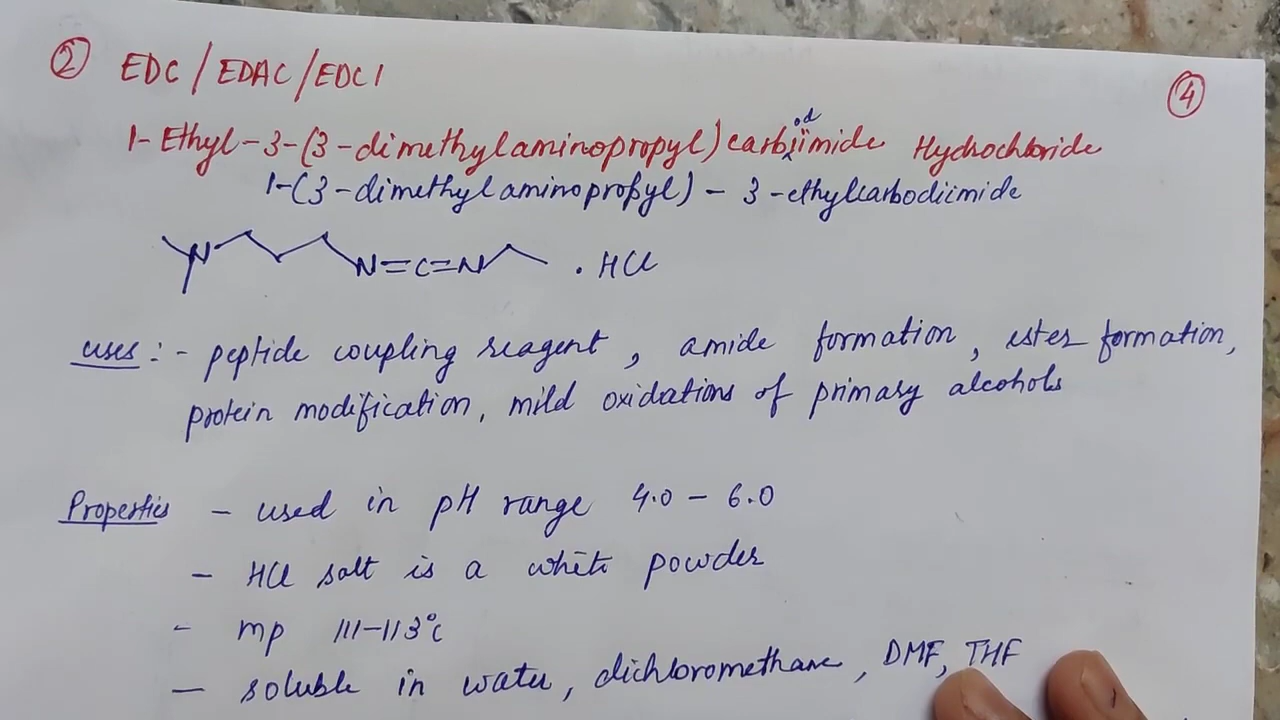 ② EDC/EDAC/EDCI
④
1-Ethyl-3-(3-dimethylaminopropyl)carbodiimide Hydrochloride
1-(3-dimethylaminopropyl)-3-ethylcarbodiimide
N N=C=N . HCl
uses :- peptide coupling reagent, amide formation, ester formation,
protein modification, mild oxidations of primary alcohols
Properties - used in pH range 4.0 - 6.0
- HCl salt is a white powder
- mp 111-113°c
- soluble in water, dichloromethane, DMF, THF